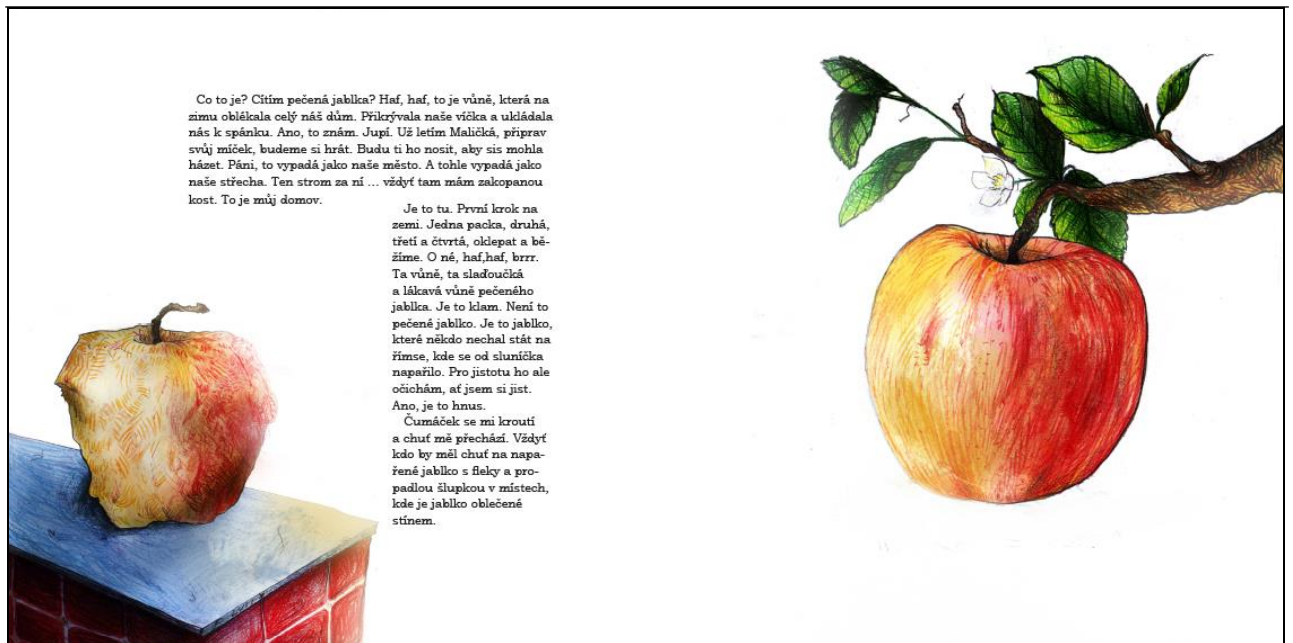 Co to je? Cítím pečená jablka? Haf, haf, to je vůně, která na
zimu oblékala celý náš dům. Přikrývala naše víčka a ukládala
nás k spánku. Ano, to znám. Jupí. Už letím Maličká, připrav
svůj míček, budeme si hrát. Budu ti ho nosit, aby sis mohla
házet. Páni, to vypadá jako naše město. A tohle vypadá jako
naše střecha. Ten strom za ní ... vždyť tam mám zakopanou
kost. To je můj domov.
Je to tu. První krok na
zemi. Jedna packa, druhá,
třetí a čtvrtá, oklepat a bě-
žíme. O né, haf,haf, brrr.
Ta vůně, ta slaďoučká
a lákavá vůně pečeného
jablka. Je to klam. Není to
pečené jablko. Je to jablko,
které někdo nechal stát na
římse, kde se od sluníčka
napařilo. Pro jistotu ho ale
očichám, ať jsem si jist.
Ano, je to hnus.
Čumáček se mi kroutí
a chuť mě přechází. Vždyť
kdo by měl chuť na napa-
řené jablko s fleky a pro-
padlou šlupkou v místech,
kde je jablko oblečené
stínem.